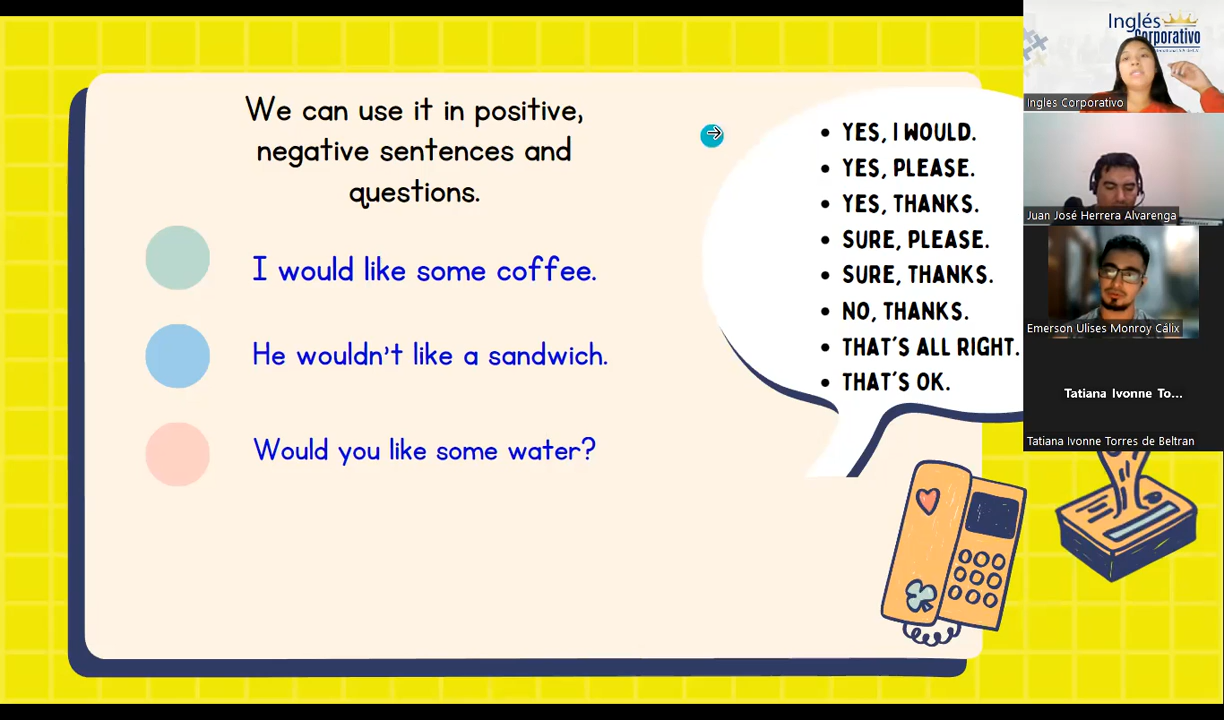 We can use it in positive,
negative sentences and
questions.
I would like some coffee.
He wouldn't like a sandwich.
Would you like some water?
• YES, I WOULD.
• YES, PLEASE.
• YES, THANKS.
• SURE, PLEASE.
• SURE, THANKS.
• NO, THANKS.
• THAT'S ALL RIGHT.
• THAT'S OK.
Inglés
Corporativo
Ingles Corporativo
Juan José Herrera Alvarenga
Emerson Ulises Monroy Cálix
Tatiana Ivonne To...
Tatiana Ivonne Torres de Beltran